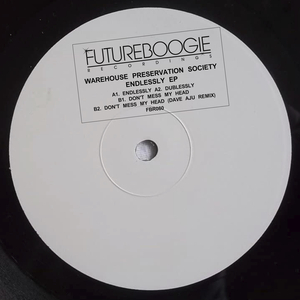 FUTUREBOOGIE
RECORDINGS
WAREHOUSE PRESERVATION SOCIETY
ENDLESSLY EP
A1. ENDLESSLY A2. DUBLESSLY
B1. DON'T MESS MY HEAD
B2. DON'T MESS MY HEAD (DAVE AJU REMIX)
FBR060